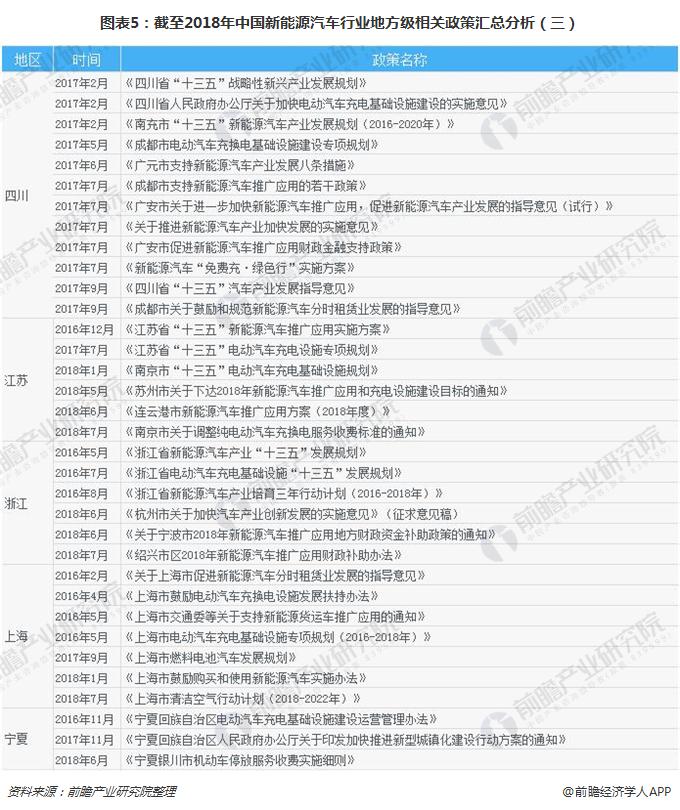 图表5：截至2018年中国新能源汽车行业地方级相关政策汇总分析（三）
地区 时间 政策名称
四川
2017年2月 《四川省“十三五”战略性新兴产业发展规划》
2017年2月 《四川省人民政府办公厅关于加快电动汽车充电基础设施建设的实施意见》
2017年2月 《南充市“十三五”新能源汽车产业发展规划（2016-2020年）》
2017年5月 《成都市电动汽车充换电基础设施建设专项规划》
2017年6月 《广元市支持新能源汽车产业发展八条措施》
2017年7月 《成都市支持新能源汽车推广应用的若干政策》
2017年7月 《广安市关于进一步加快新能源汽车推广应用，促进新能源汽车产业发展的指导意见（试行）》
2017年7月 《关于推进新能源汽车产业加快发展的实施意见》
2017年7月 《广安市促进新能源汽车推广应用财政金融支持政策》
2017年7月 《新能源汽车“免费充·绿色行”实施方案》
2017年9月 《四川省“十三五”汽车产业发展指导意见》
2017年9月 《成都市关于鼓励和规范新能源汽车分时租赁业发展的指导意见》
江苏
2016年12月 《江苏省“十三五”新能源汽车推广应用实施方案》
2017年7月 《江苏省“十三五”电动汽车充电设施专项规划》
2018年1月 《南京市“十三五”电动汽车充电基础设施规划》
2018年5月 《苏州市关于下达2018年新能源汽车推广应用和充电设施建设目标的通知》
2018年6月 《连云港市新能源汽车推广应用方案（2018年度）》
2018年7月 《南京市关于调整纯电动汽车充换电服务收费标准的通知》
浙江
2016年5月 《浙江省新能源汽车产业“十三五”发展规划》
2016年7月 《浙江省电动汽车充电基础设施“十三五”发展规划》
2016年8月 《浙江省新能源汽车产业培育三年行动计划（2016-2018年）》
2018年6月 《杭州市关于加快汽车产业创新发展的实施意见》（征求意见稿）
2018年6月 《关于宁波市2018年新能源汽车推广应用地方财政资金补助政策的通知》
2018年7月 《绍兴市区2018年新能源汽车推广应用财政补助办法》
上海
2016年2月 《关于上海市促进新能源汽车分时租赁业发展的指导意见》
2016年4月 《上海市鼓励电动汽车充换电设施发展扶持办法》
2016年5月 《上海市交通委等关于支持新能源货运车推广应用的通知》
2016年5月 《上海市电动汽车充电基础设施专项规划（2016-2018年）》
2017年9月 《上海市燃料电池汽车发展规划》
2018年1月 《上海市鼓励购买和使用新能源汽车实施办法》
2018年7月 《上海市清洁空气行动计划（2018-2022年）》
宁夏
2016年11月 《宁夏回族自治区电动汽车充电基础设施建设运营管理办法》
2017年11月 《宁夏回族自治区人民政府办公厅关于印发加快推进新型城镇化建设行动方案的通知》
2018年6月 《宁夏银川市机动车停放服务收费实施细则》
资料来源：前瞻产业研究院整理 @前瞻经济学人APP
前瞻产业研究院